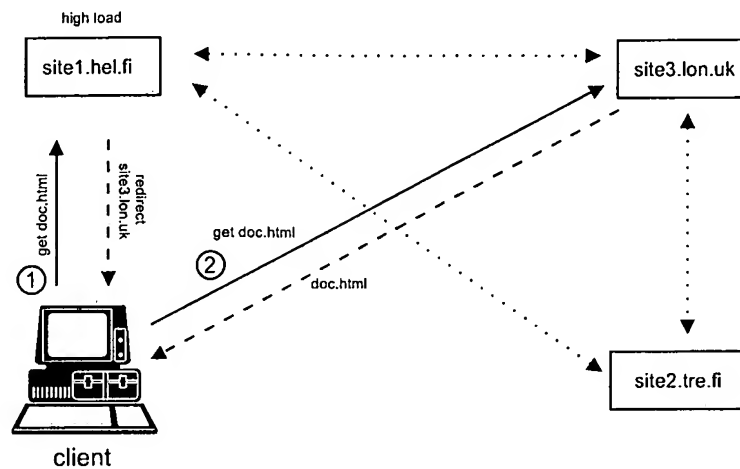 high load
site1.hel.fi
site3.lon.uk
get doc.html
redirect
site3.lon.uk
1
2
get doc.html
doc.html
site2.tre.fi
client